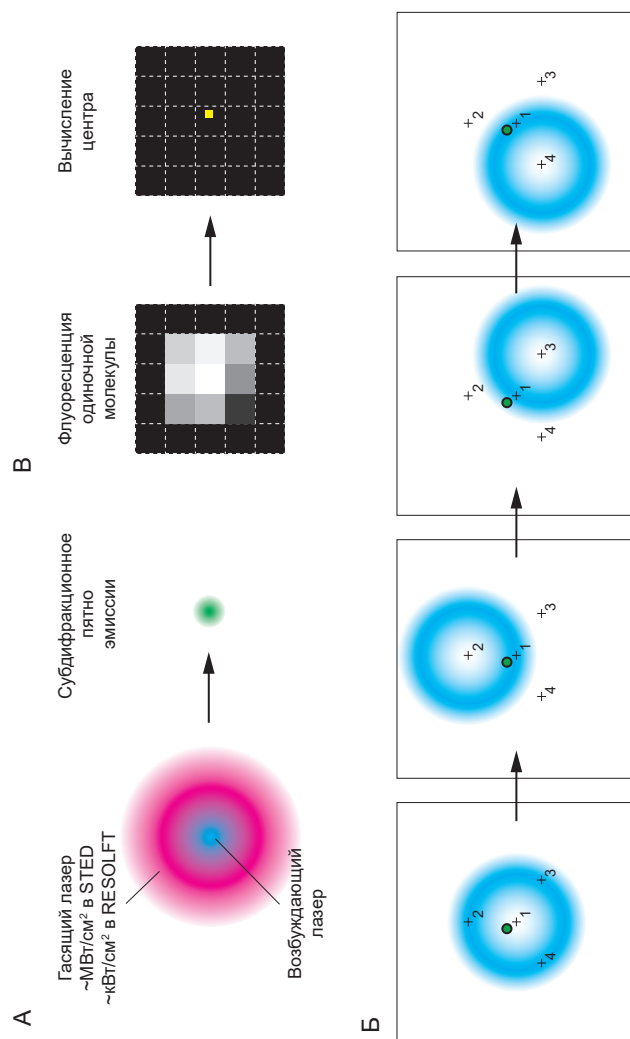 А
Гасящий лазер
~МВт/см² в STED
~кВт/см² в RESOLFT
Возбуждающий
лазер
Субдифракционное
пятно
эмиссии
В
Флуоресценция
одиночной
молекулы
Вычисление
центра
Б
1
2
3
4
1
2
3
4
1
2
3
4
1
2
3
4